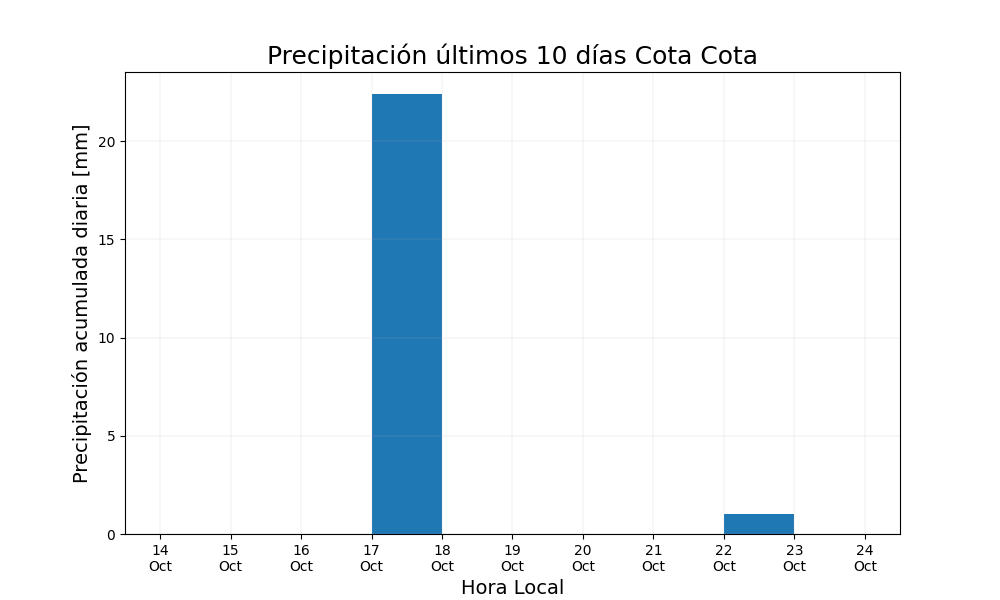 Precipitación últimos 10 días Cota Cota
Precipitación acumulada diaria [mm]
20
15
10
5
0
14 15 16 17 18 19 20 21 22 23 24
Oct Oct Oct Oct Oct Oct Oct Oct Oct Oct Oct
Hora Local